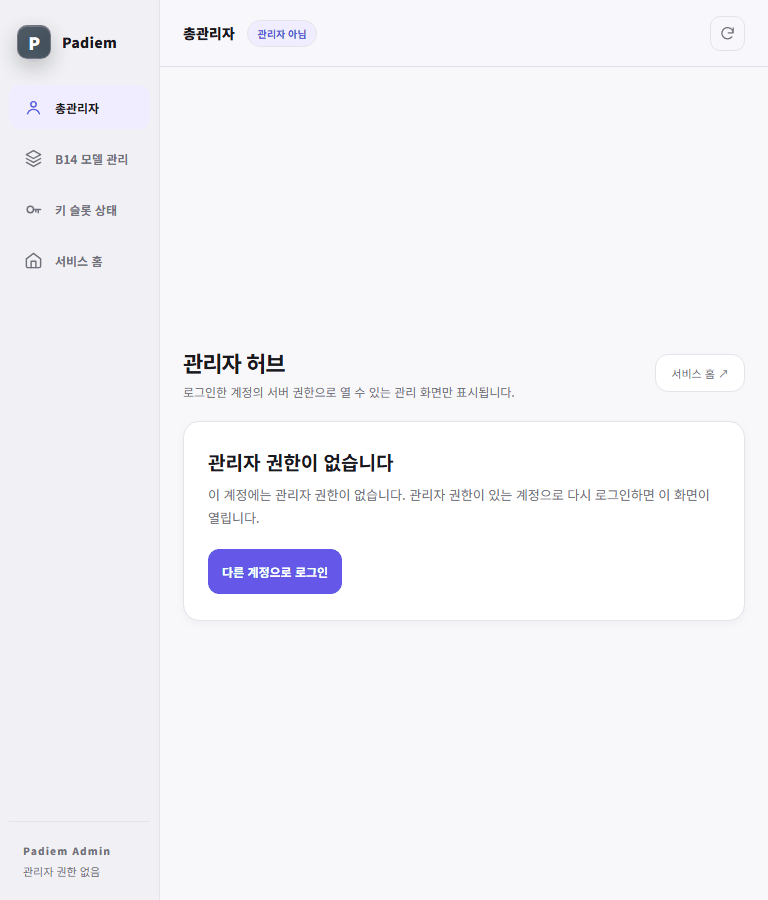 P Padiem
총관리자
B14 모델 관리
키 슬롯 상태
서비스 홈
Padiem Admin
관리자 권한 없음
총관리자 관리자 아님
관리자 허브
로그인한 계정의 서버 권한으로 열 수 있는 관리 화면만 표시됩니다.
서비스 홈 ↗
관리자 권한이 없습니다
이 계정에는 관리자 권한이 없습니다. 관리자 권한이 있는 계정으로 다시 로그인하면 이 화면이
열립니다.
다른 계정으로 로그인